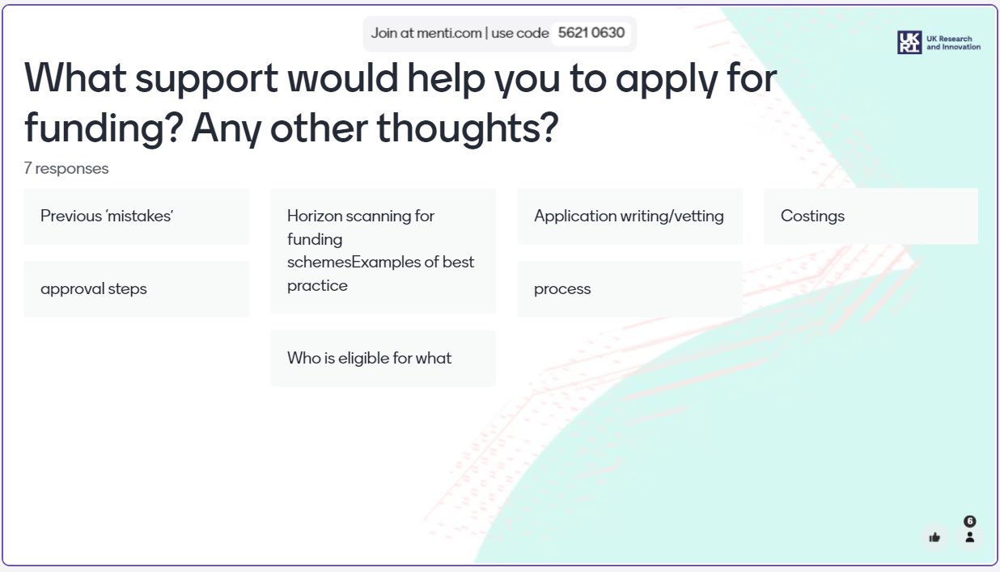 Join at menti.com | use code 5621 0630
UK
RI
UK Research
and Innovation
What support would help you to apply for
funding? Any other thoughts?
7 responses
Previous 'mistakes'
Horizon scanning for
funding
schemesExamples of best
practice
Application writing/vetting
Costings
approval steps
process
Who is eligible for what
6